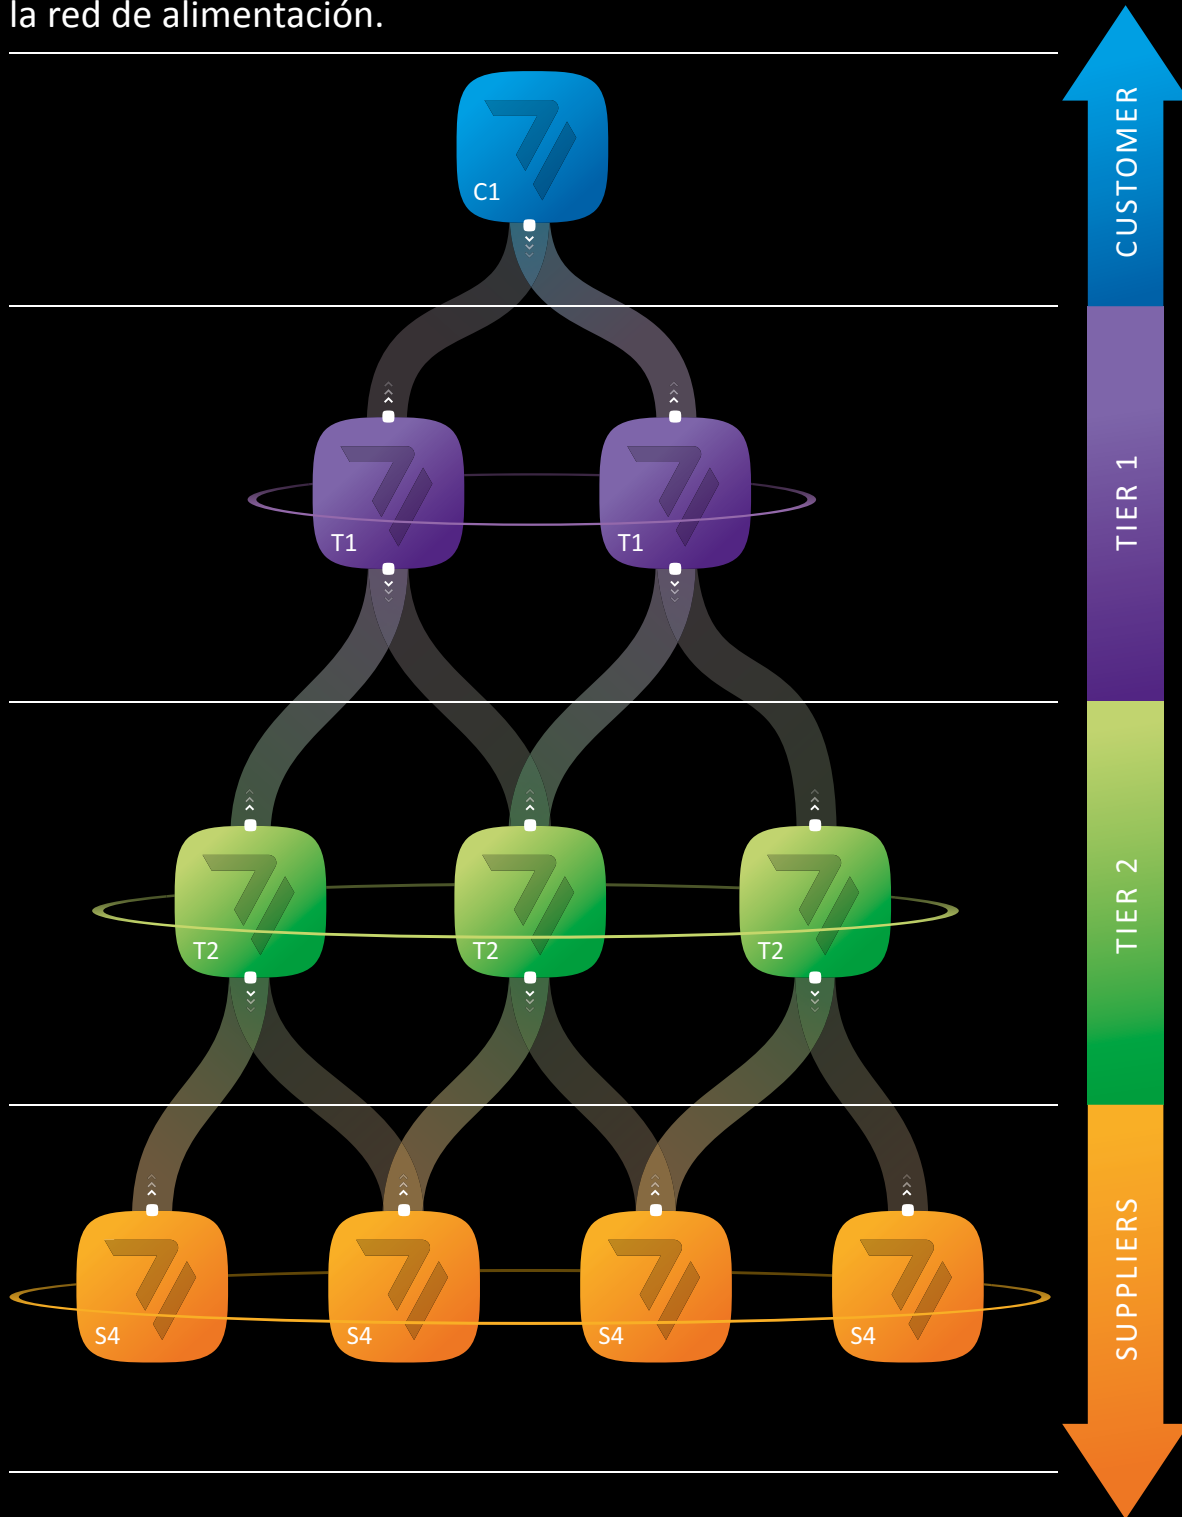 la red de alimentación.
CUSTOMER
C1
TIER 1
T1
T1
TIER 2
T2
T2
T2
SUPPLIERS
S4
S4
S4
S4